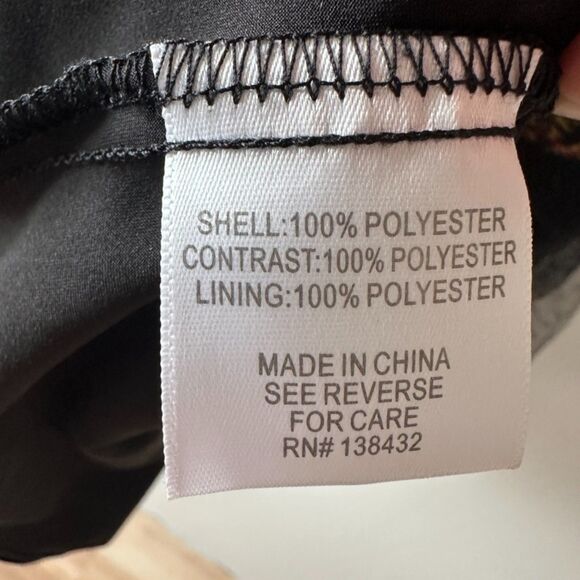 SHELL:100% POLYESTER
CONTRAST:100% POLYESTER
LINING:100% POLYESTER
MADE IN CHINA
SEE REVERSE
FOR CARE
RN# 138432